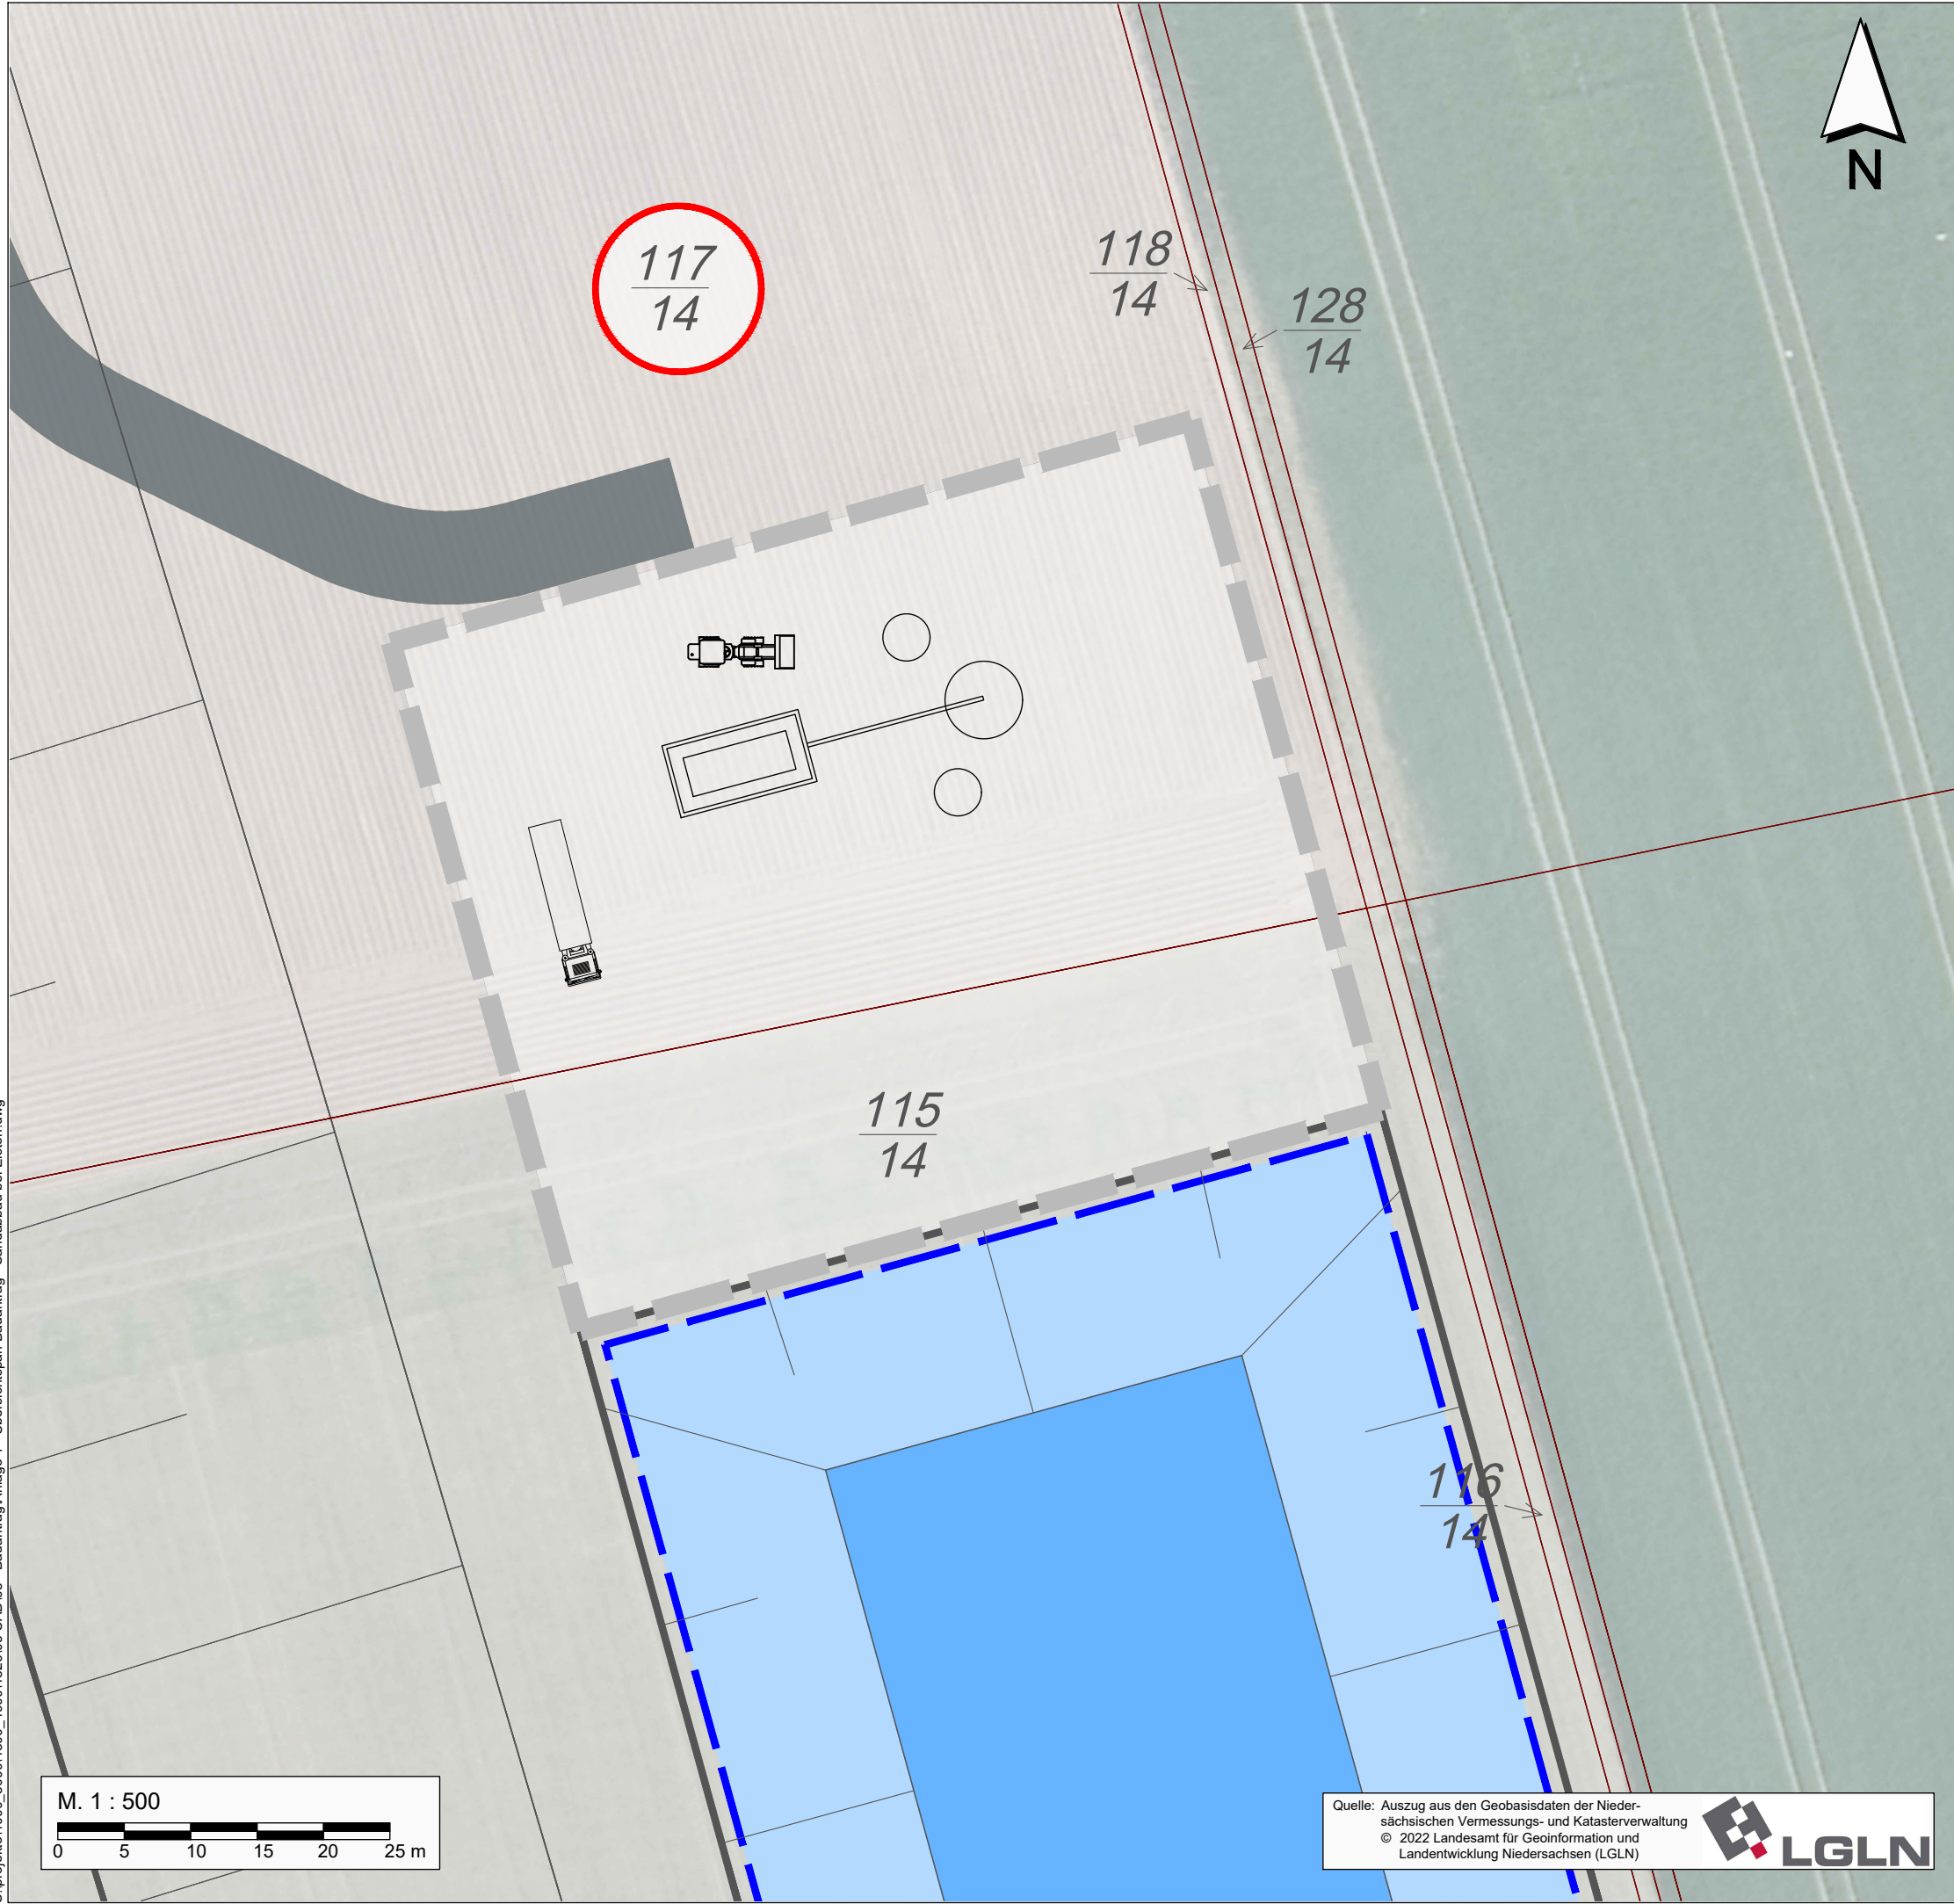 N
117
14
118
14
128
14
115
14
116
14
M. 1 : 500
0 5 10 15 20 25 m
Quelle: Auszug aus den Geobasisdaten der Nieder-
sächsischen Vermessungs- und Katasterverwaltung
© 2022 Landesamt für Geoinformation und
Landentwicklung Niedersachsen (LGLN)
LGLN